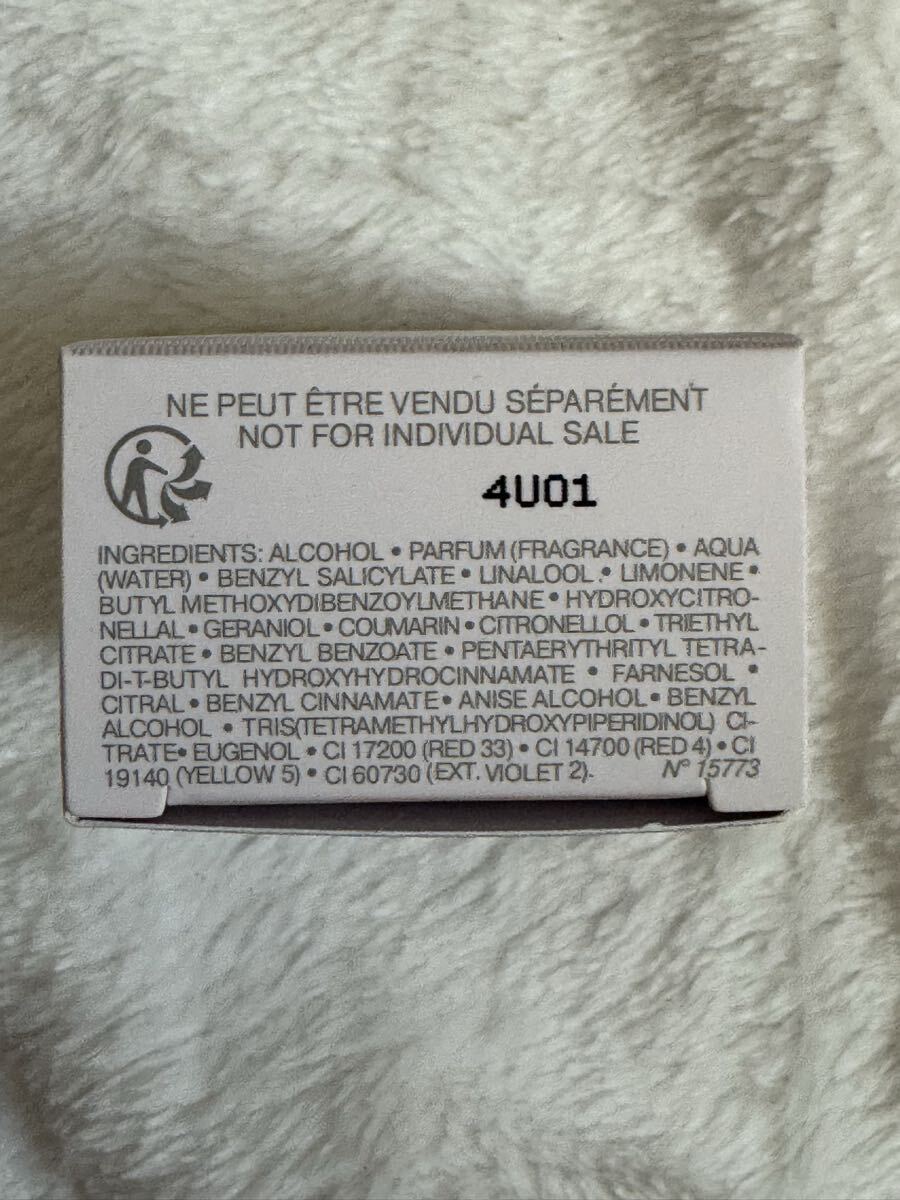 NE PEUT ÊTRE VENDU SÉPARÉMENT
NOT FOR INDIVIDUAL SALE
4U01
INGREDIENTS: ALCOHOL • PARFUM (FRAGRANCE) • AQUA
(WATER) • BENZYL SALICYLATE • LINALOOL • LIMONENE •
BUTYL METHOXYDIBENZOYLMETHANE • HYDROXYCITRO-
NELLAL • GERANIOL • COUMARIN • CITRONELLOL • TRIETHYL
CITRATE • BENZYL BENZOATE • PENTAERYTHRITYL TETRA-
DI-T-BUTYL HYDROXYHYDROCINNAMATE • FARNESOL •
CITRAL • BENZYL CINNAMATE • ANISE ALCOHOL • BENZYL
ALCOHOL • TRIS(TETRAMETHYLHYDROXYPIPERIDINOL) CI-
TRATE • EUGENOL • CI 17200 (RED 33) • CI 14700 (RED 4) • CI
19140 (YELLOW 5) • CI 60730 (EXT. VIOLET 2). N° 15773